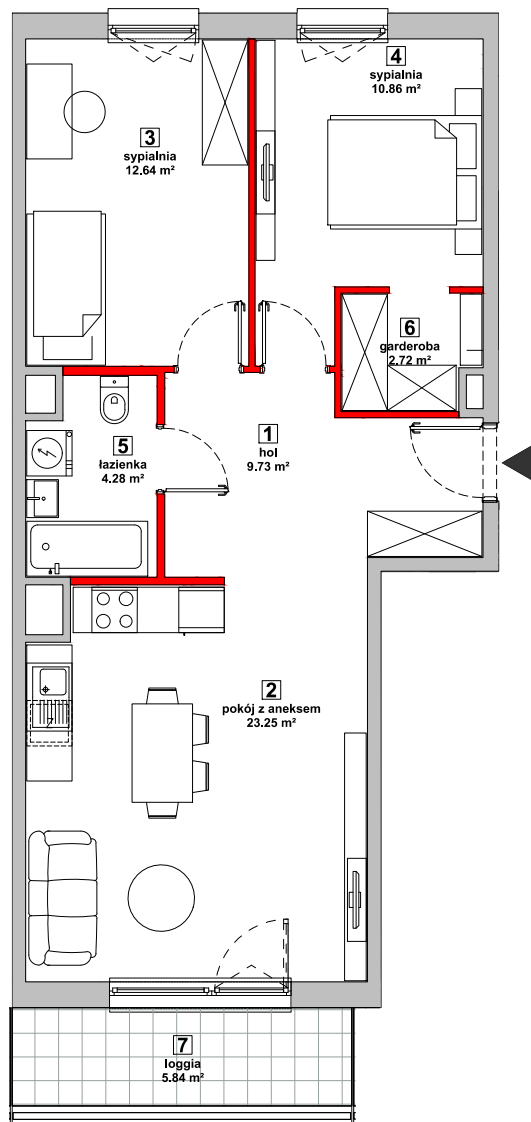 4
sypialnia
10.86 m²
3
sypialnia
12.64 m²
6
garderoba
2.72 m²
1
hol
9.73 m²
5
łazienka
4.28 m²
2
pokój z aneksem
23.25 m²
Z
7
loggia
5.84 m²